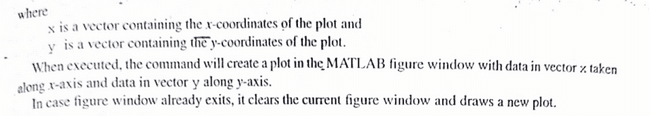 where
x is a vector containing the x-coordinates of the plot and
y is a vector containing the y-coordinates of the plot.
When executed, the command will create a plot in the MATLAB figure window with data in vector x taken
along x-axis and data in vector y along y-axis.
In case figure window already exits, it clears the current figure window and draws a new plot.